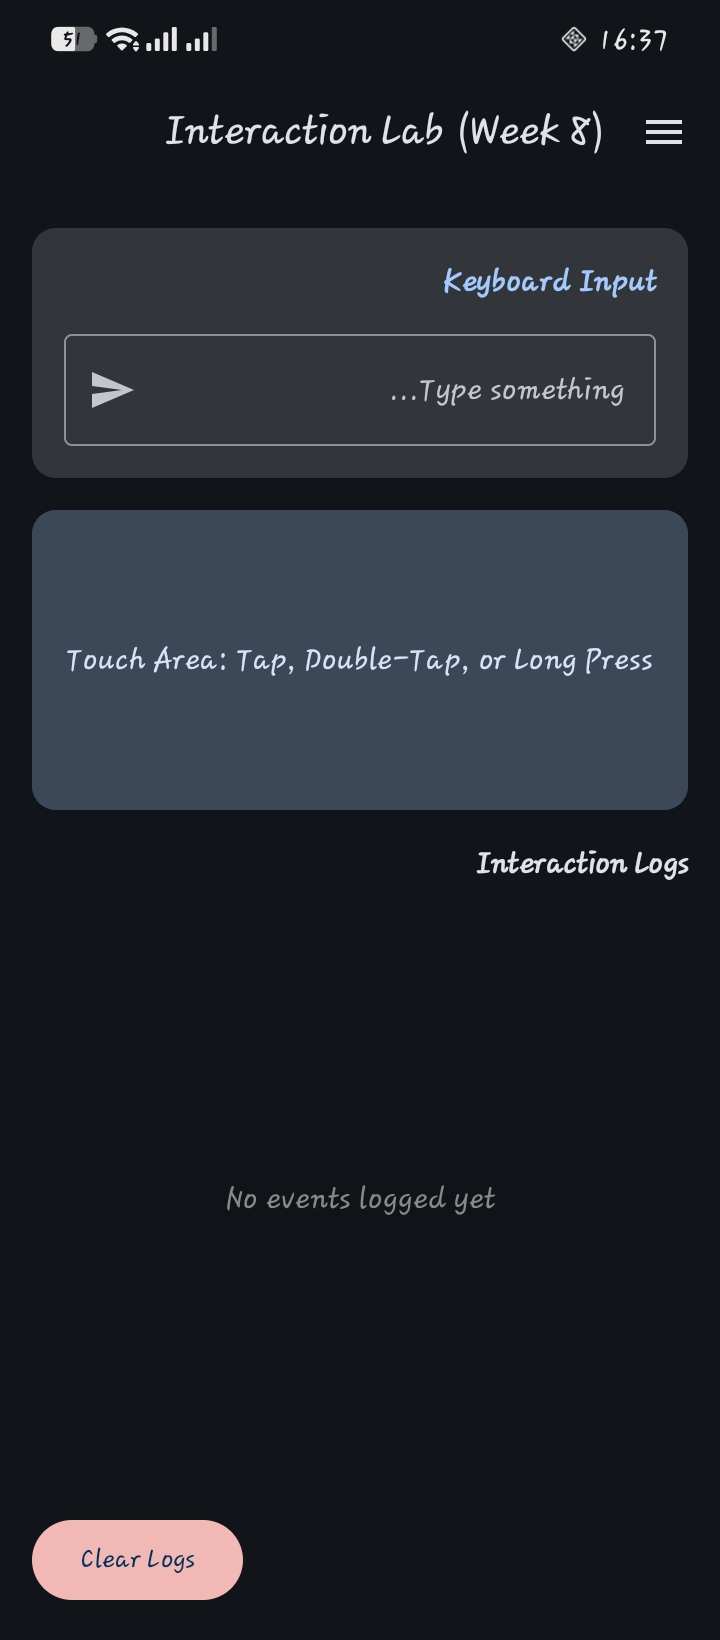 51 16:37
Interaction Lab (Week 8)
Keyboard Input
...Type something
Touch Area: Tap, Double-Tap, or Long Press
Interaction Logs
No events logged yet
Clear Logs